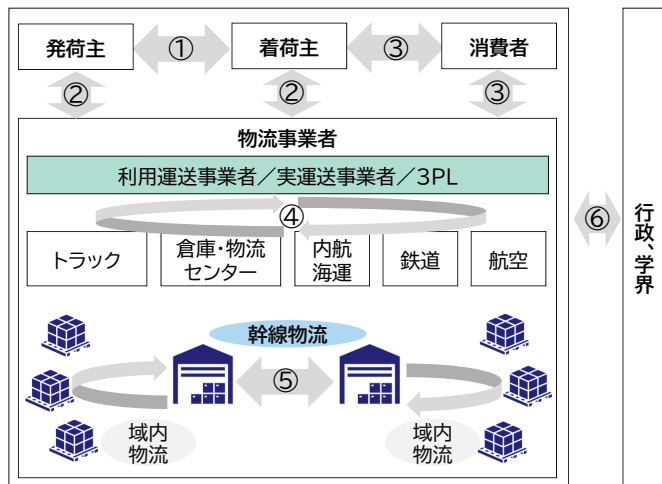 発荷主
①
着荷主
③
消費者
②
②
③
物流事業者
利用運送事業者／実運送事業者／3PL
④
トラック
倉庫・物流
センター
内航
海運
鉄道
航空
幹線物流
⑤
域内
物流
域内
物流
⑥
行政、学界